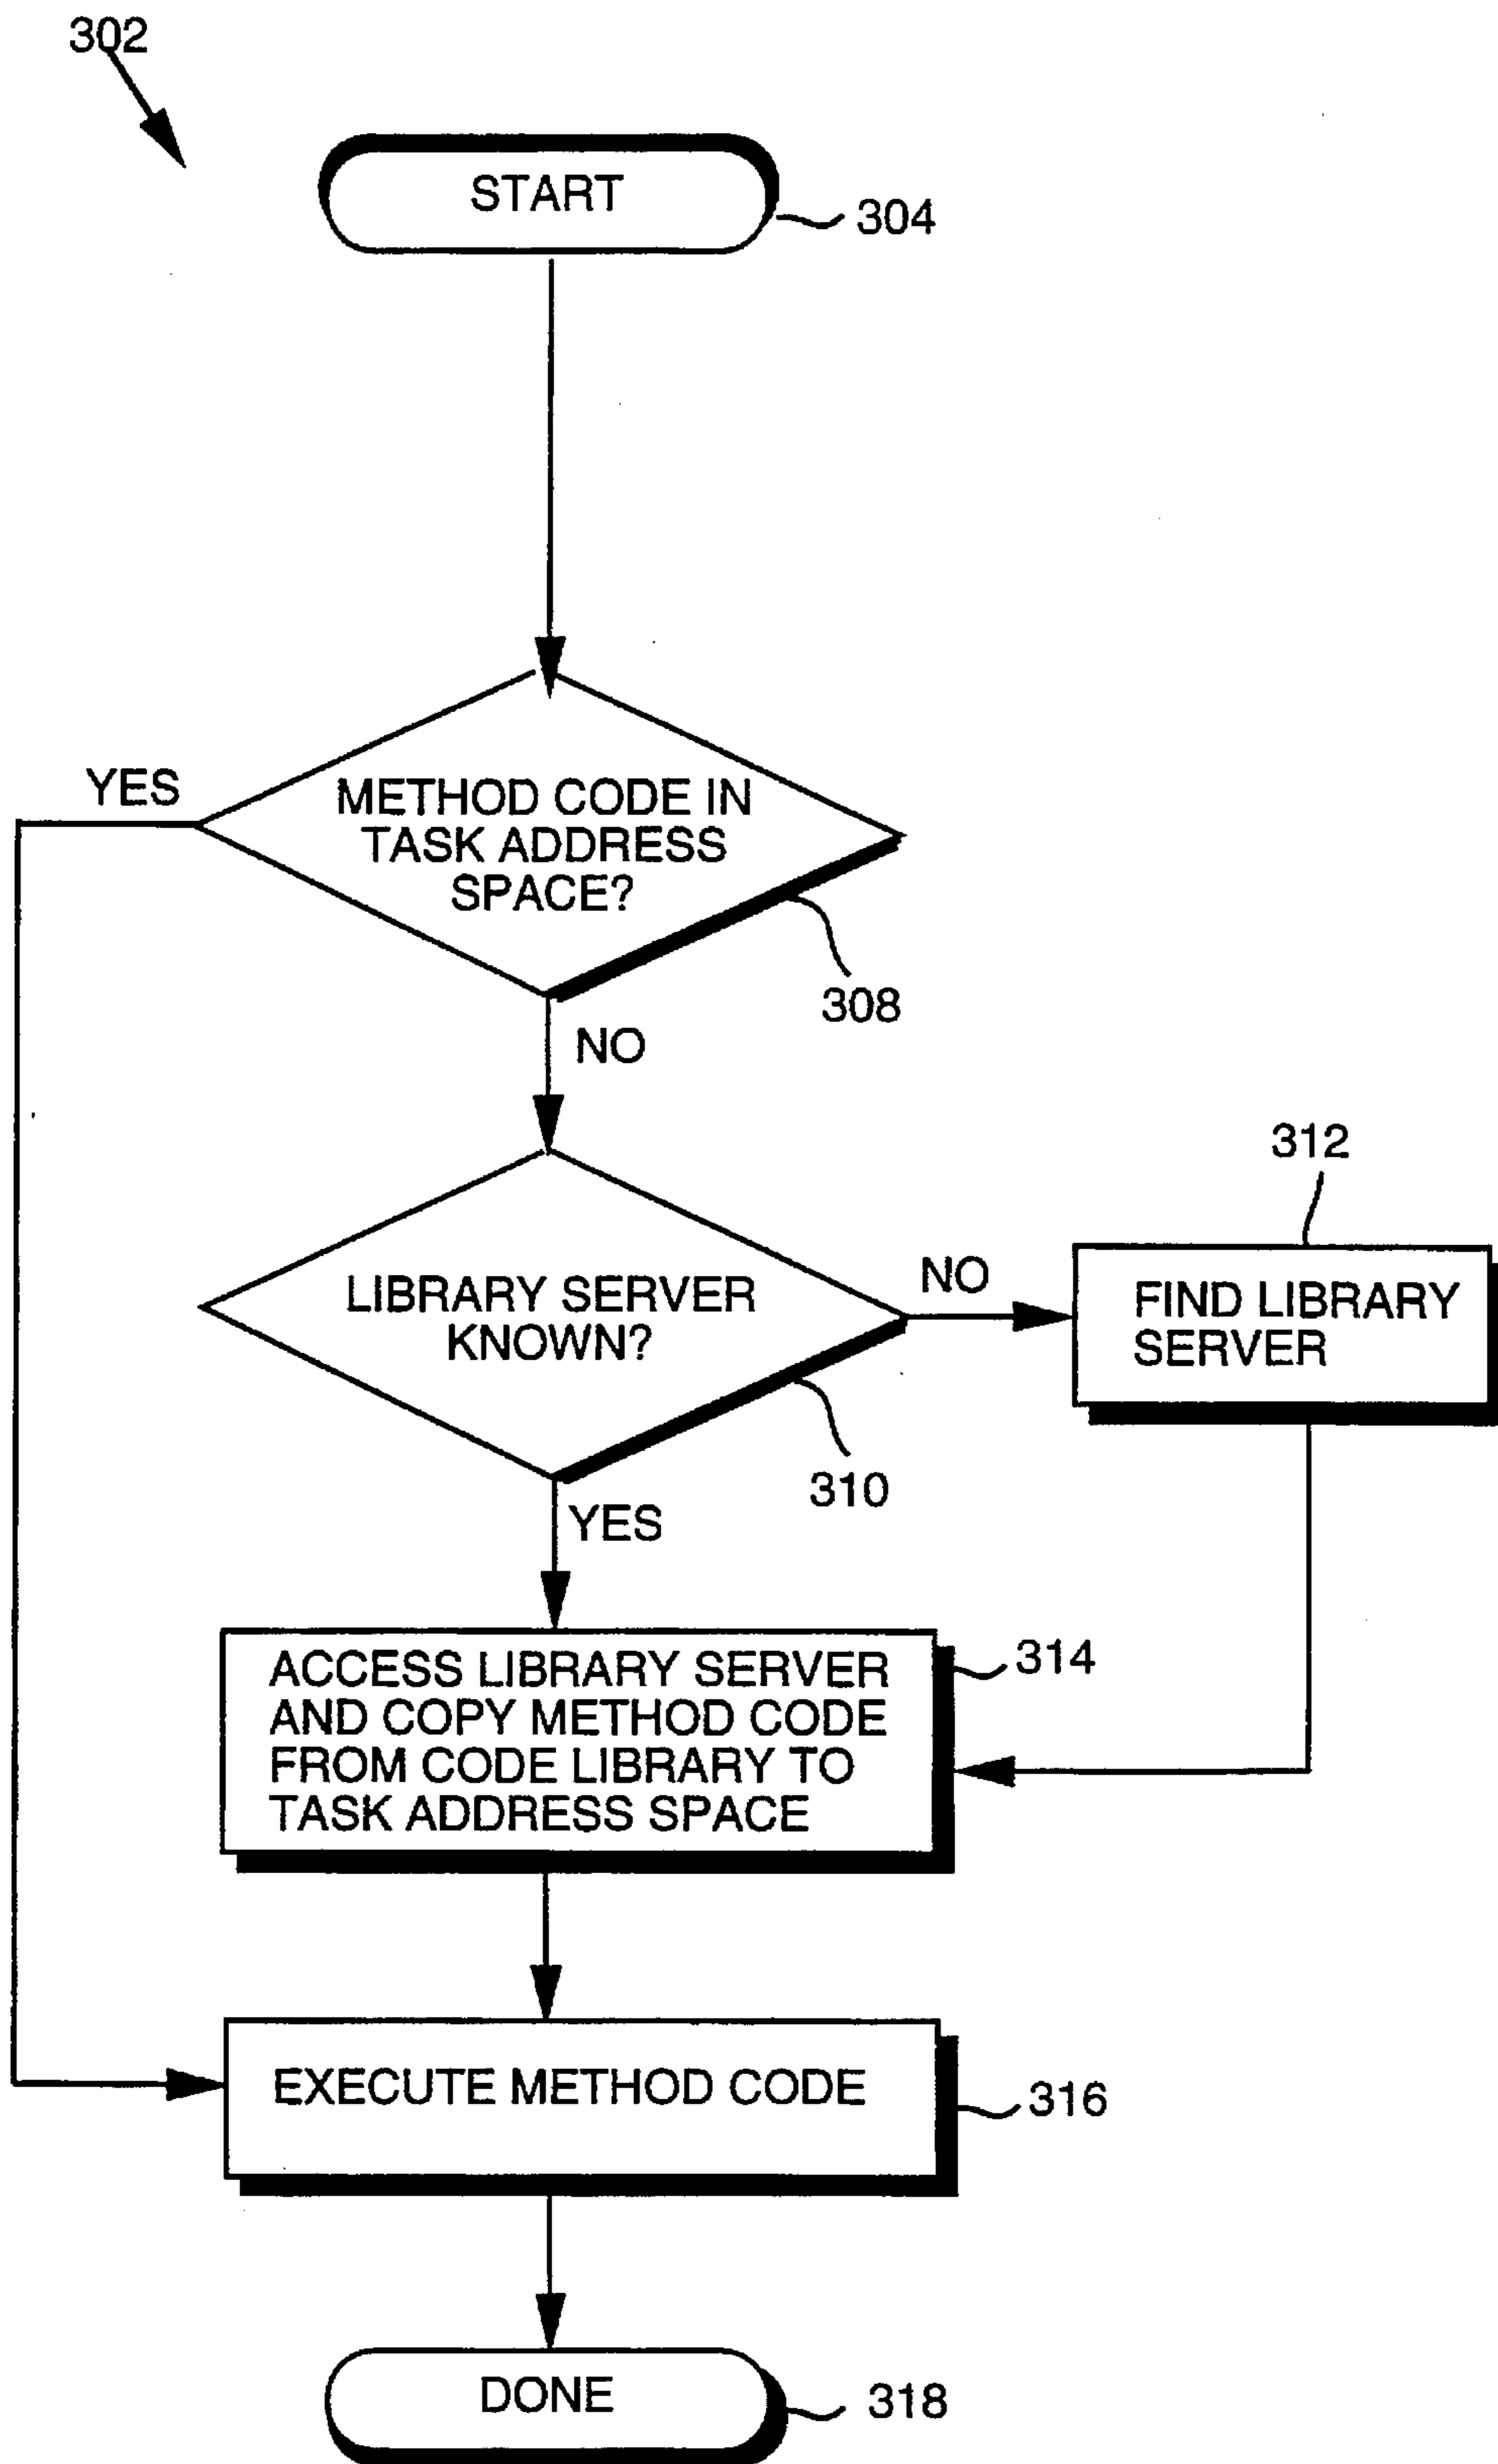 302
START
304
YES
METHOD CODE IN
TASK ADDRESS
SPACE?
308
NO
312
LIBRARY SERVER
KNOWN?
NO
FIND LIBRARY
SERVER
310
YES
ACCESS LIBRARY SERVER
AND COPY METHOD CODE
FROM CODE LIBRARY TO
TASK ADDRESS SPACE
314
EXECUTE METHOD CODE
316
DONE
318